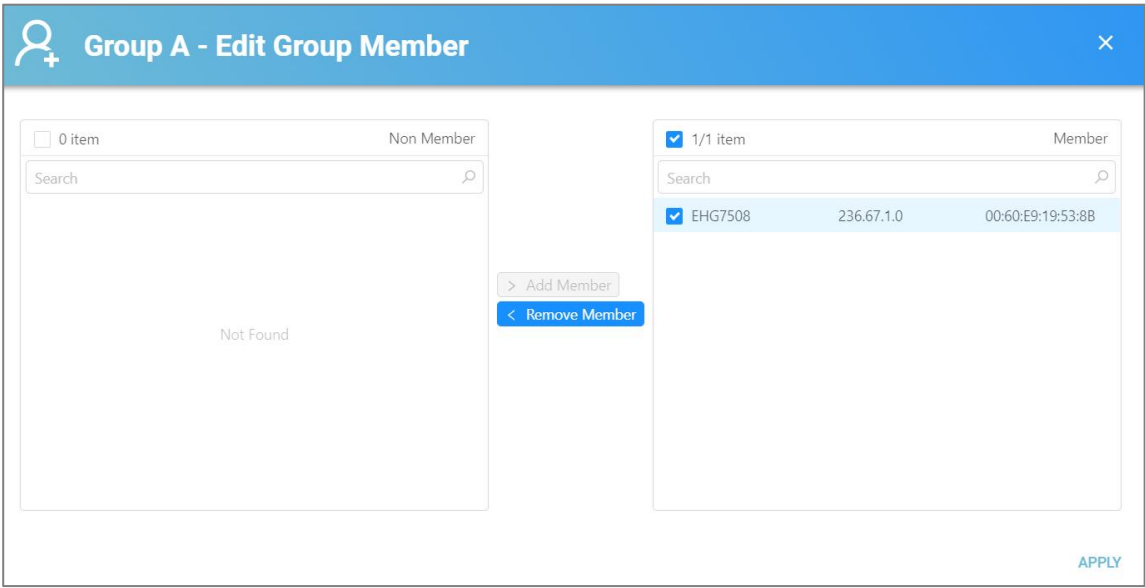 Group A - Edit Group Member
0 item Non Member
Search
Not Found
> Add Member
< Remove Member
1/1 item Member
Search
EHG7508 236.67.1.0 00:60:E9:19:53:8B
APPLY